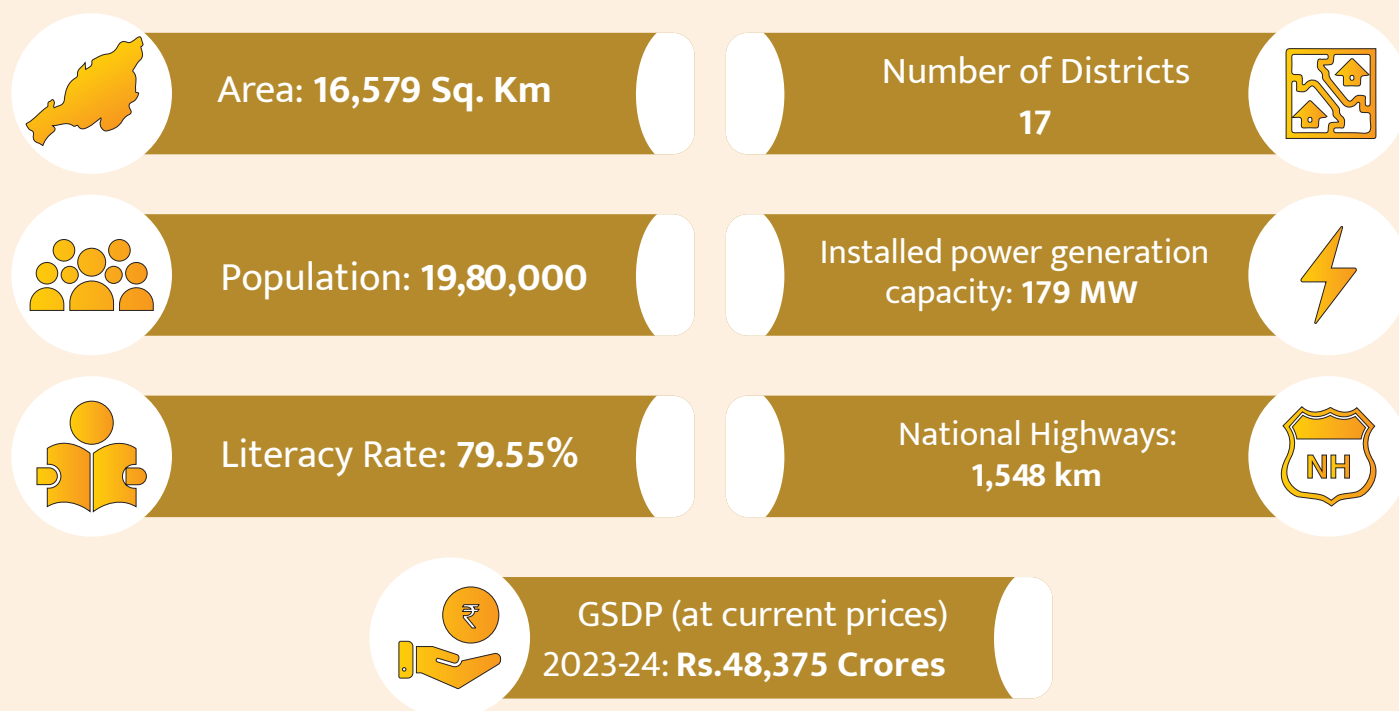 Area: 16,579 Sq. Km
Number of Districts
17
Population: 19,80,000
Installed power generation
capacity: 179 MW
Literacy Rate: 79.55%
National Highways:
1,548 km
NH
₹
GSDP (at current prices)
2023-24: Rs.48,375 Crores